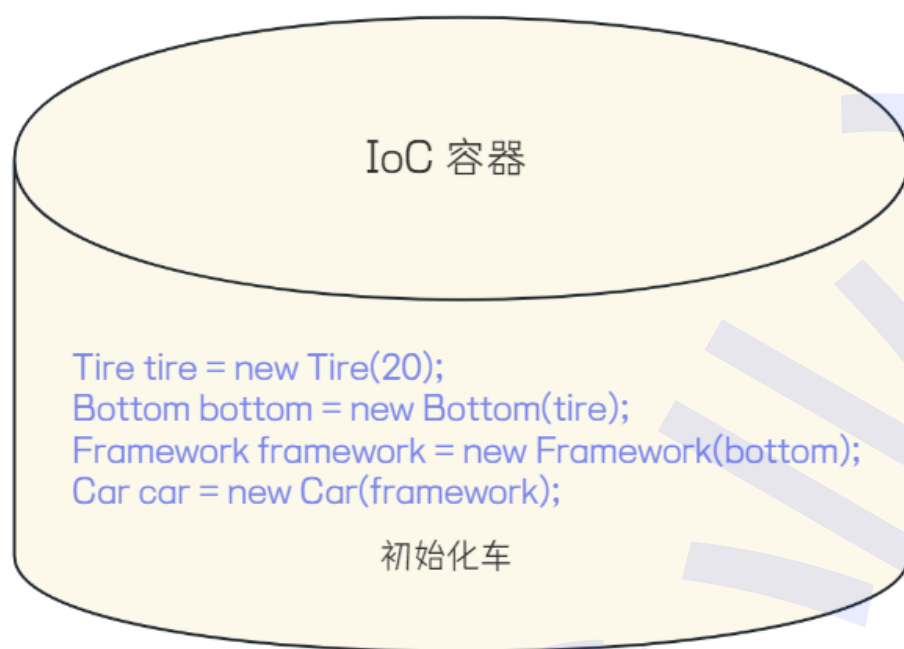 IoC 容器
Tire tire = new Tire(20);
Bottom bottom = new Bottom(tire);
Framework framework = new Framework(bottom);
Car car = new Car(framework);
初始化车